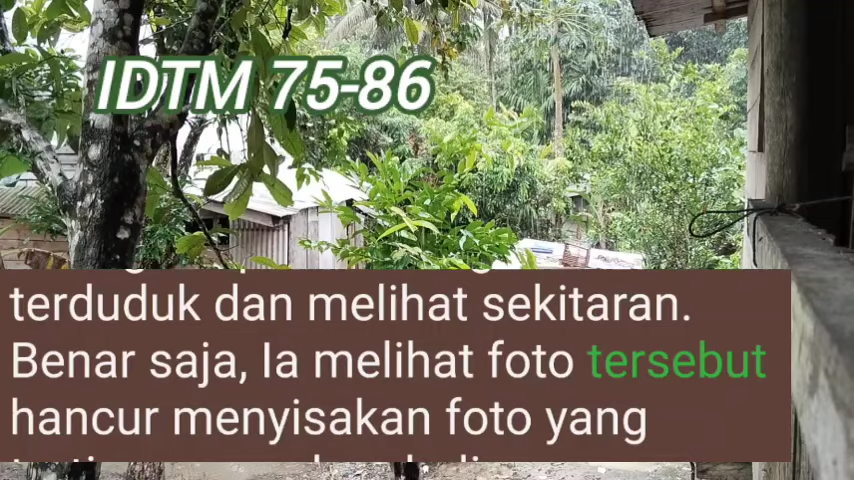 IDTM 75-86
terduduk dan melihat sekitaran.
Benar saja, Ia melihat foto tersebut
hancur menyisakan foto yang